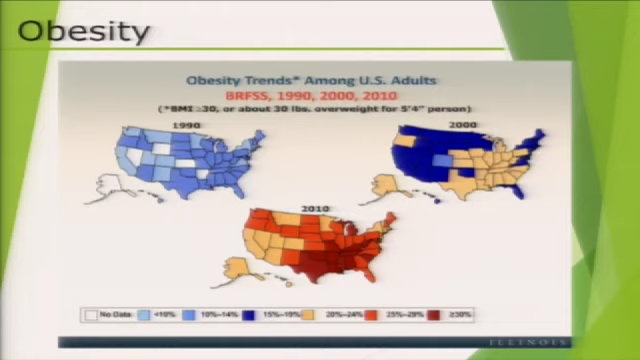 Obesity
Obesity Trends* Among U.S. Adults
BRFSS, 1990, 2000, 2010
(*BMI ≥30, or about 30 lbs. overweight for 5'4" person)
1990
2000
2010
No Data <10% 10%–14% 15%–19% 20%–24% 25%–29% ≥30%
ILLINOIS